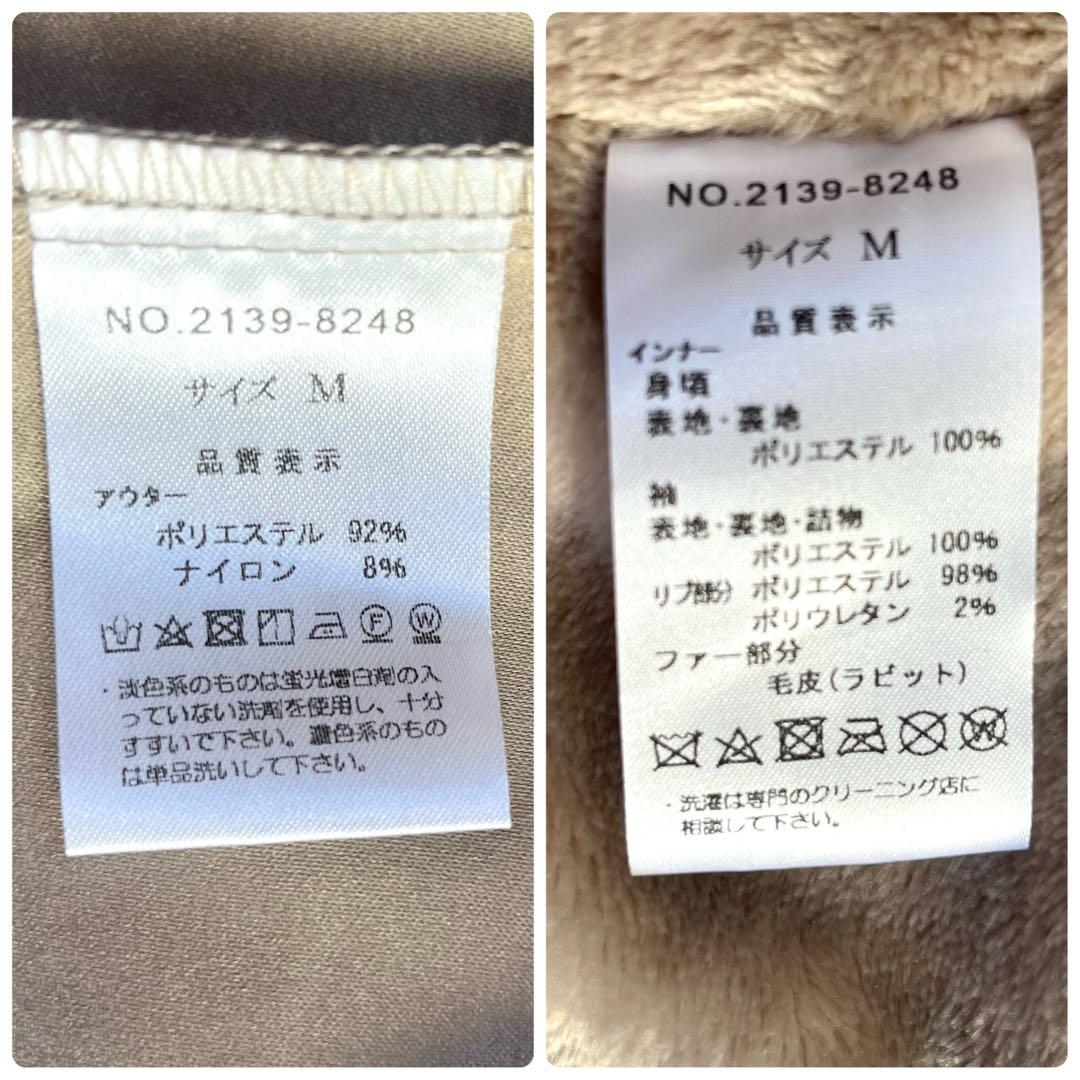 NO.2139-8248
サイズ M
品質表示
アウター
ポリエステル 92%
ナイロン 8%
・淡色系のものは蛍光増白剤の入
っていない洗剤を使用し、十分
すすいで下さい。濃色系のもの
は単品洗いして下さい。
NO.2139-8248
サイズ M
品質表示
インナー
身頃
表地・裏地
ポリエステル 100%
袖
表地・裏地・詰物
ポリエステル 100%
リブ部分 ポリエステル 98%
ポリウレタン 2%
ファー部分
毛皮(ラビット)
・洗濯は専門のクリーニング店に
相談して下さい。